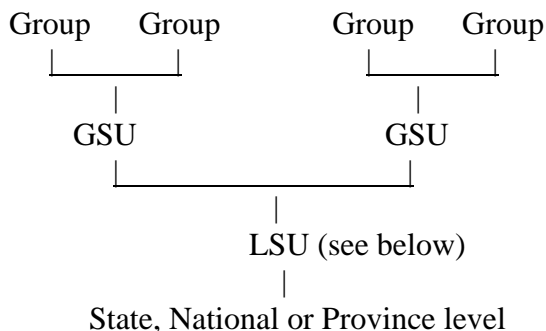 Group Group Group Group
GSU GSU
LSU (see below)
State, National or Province level